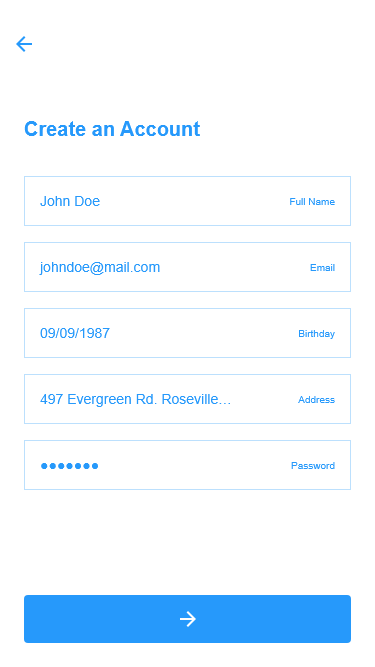 Create an Account
John Doe Full Name
johndoe@mail.com Email
09/09/1987 Birthday
497 Evergreen Rd. Roseville... Address
●●●●●●● Password